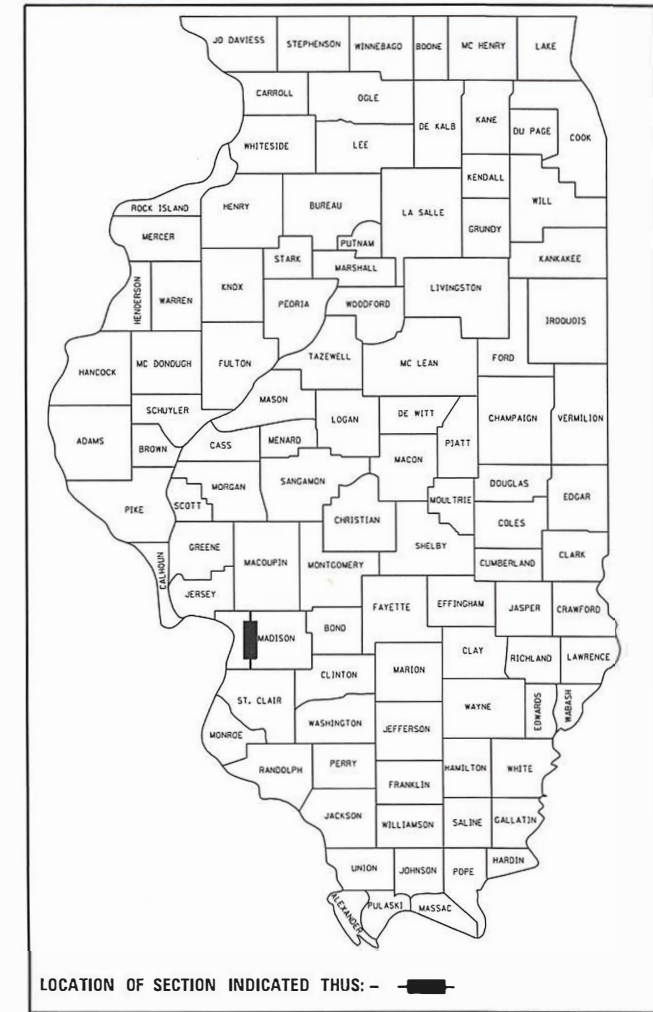 JO DAVIESS STEPHENSON WINNEBAGO BOONE MC HENRY LAKE
CARROLL OGLE DE KALB KANE DU PAGE COOK
WHITESIDE LEE KENDALL WILL
ROCK ISLAND HENRY BUREAU LA SALLE GRUNDY
MERCER PUTNAM KANKAKEE
HENDERSON WARREN KNOX STARK MARSHALL
PEORIA WOODFORD LIVINGSTON IROQUOIS
HANCOCK MC DONOUGH FULTON TAZEWELL MC LEAN FORD
SCHUYLER MASON LOGAN DE WITT CHAMPAIGN VERMILION
ADAMS BROWN CASS MENARD MACON PIATT
PIKE SCOTT MORGAN SANGAMON MOULTRIE DOUGLAS EDGAR
CHRISTIAN COLES
CALHOUN GREENE MACOUPIN MONTGOMERY SHELBY CUMBERLAND CLARK
JERSEY FAYETTE EFFINGHAM JASPER CRAWFORD
MADISON BOND CLAY RICHLAND LAWRENCE
CLINTON MARION
ST. CLAIR WASHINGTON WAYNE EDWARDS WABASH
MONROE JEFFERSON
RANDOLPH PERRY HAMILTON WHITE
FRANKLIN
JACKSON WILLIAMSON SALINE GALLATIN
UNION JOHNSON POPE HARDIN
ALEXANDER PULASKI MASSAC
LOCATION OF SECTION INDICATED THUS: -